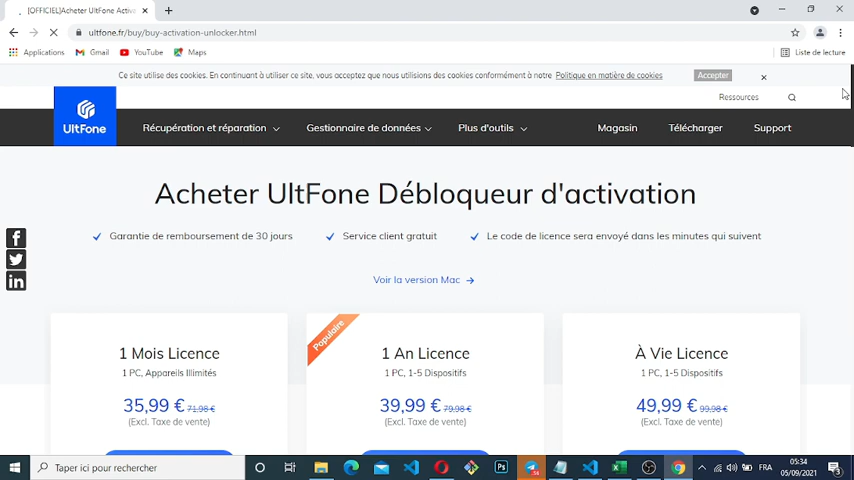 [OFFICIEL]Acheter UltFone Activa
ultfone.fr/buy/buy-activation-unlocker.html
Applications
Gmail
YouTube
Maps
Liste de lecture
Ce site utilise des cookies. En continuant à utiliser ce site, vous acceptez que nous utilisions des cookies conformément à notre Politique en matière de cookies
Accepter
Ressources
UltFone
Récupération et réparation
Gestionnaire de données
Plus d'outils
Magasin
Télécharger
Support
Acheter UltFone Débloqueur d'activation
Garantie de remboursement de 30 jours
Service client gratuit
Le code de licence sera envoyé dans les minutes qui suivent
Voir la version Mac
Populaire
1 Mois Licence
1 PC, Appareils Illimités
35,99 € 71,98 €
(Excl. Taxe de vente)
1 An Licence
1 PC, 1-5 Dispositifs
39,99 € 79,98 €
(Excl. Taxe de vente)
À Vie Licence
1 PC, 1-5 Dispositifs
49,99 € 99,98 €
(Excl. Taxe de vente)
Taper ici pour rechercher
Ps
FRA
05:34
05/09/2021
3